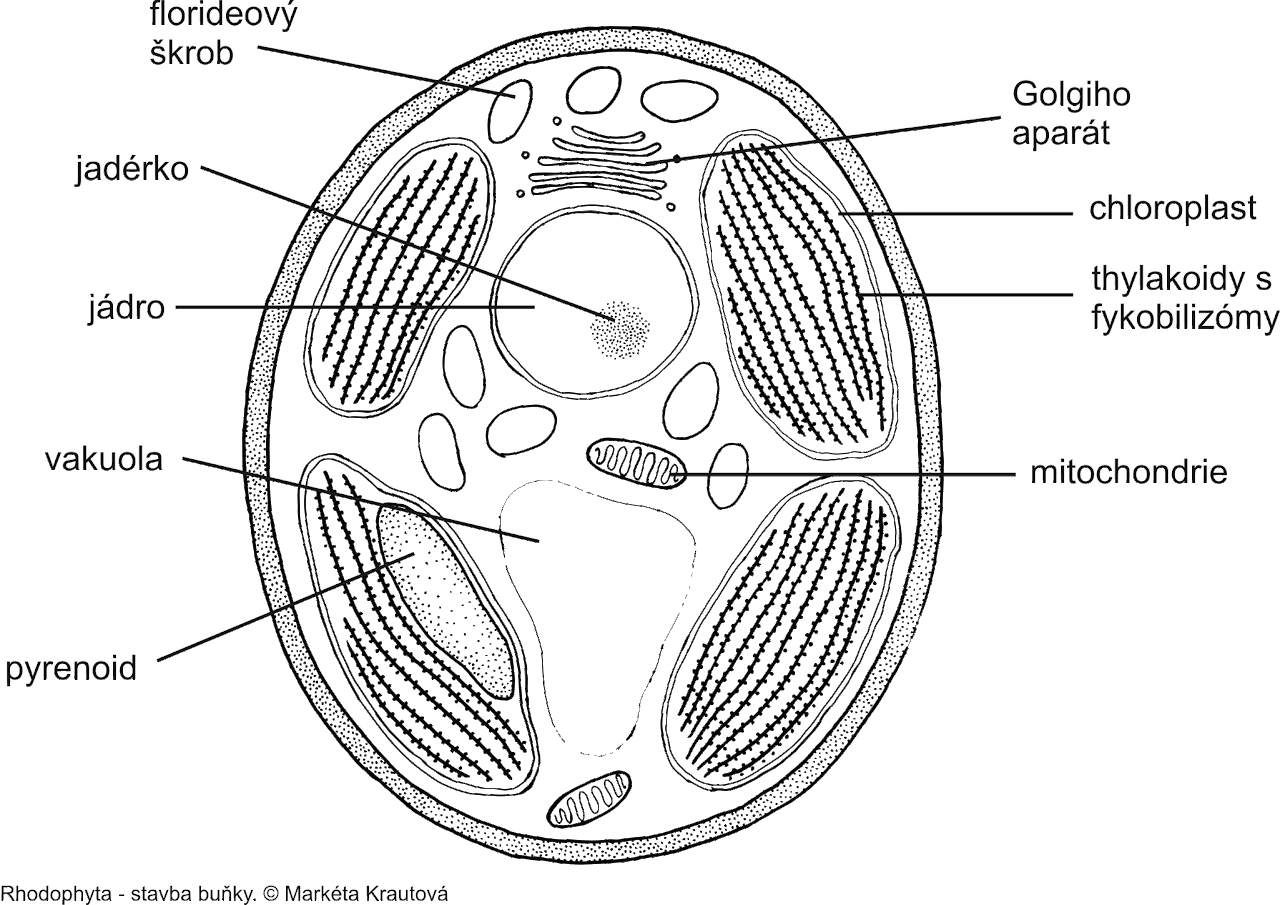 florideový
škrob
Golgiho
aparát
jadérko
chloroplast
thylakoidy s
fykobilizómy
jádro
vakuola
mitochondrie
pyrenoid
Rhodophyta - stavba buňky. © Markéta Krautová